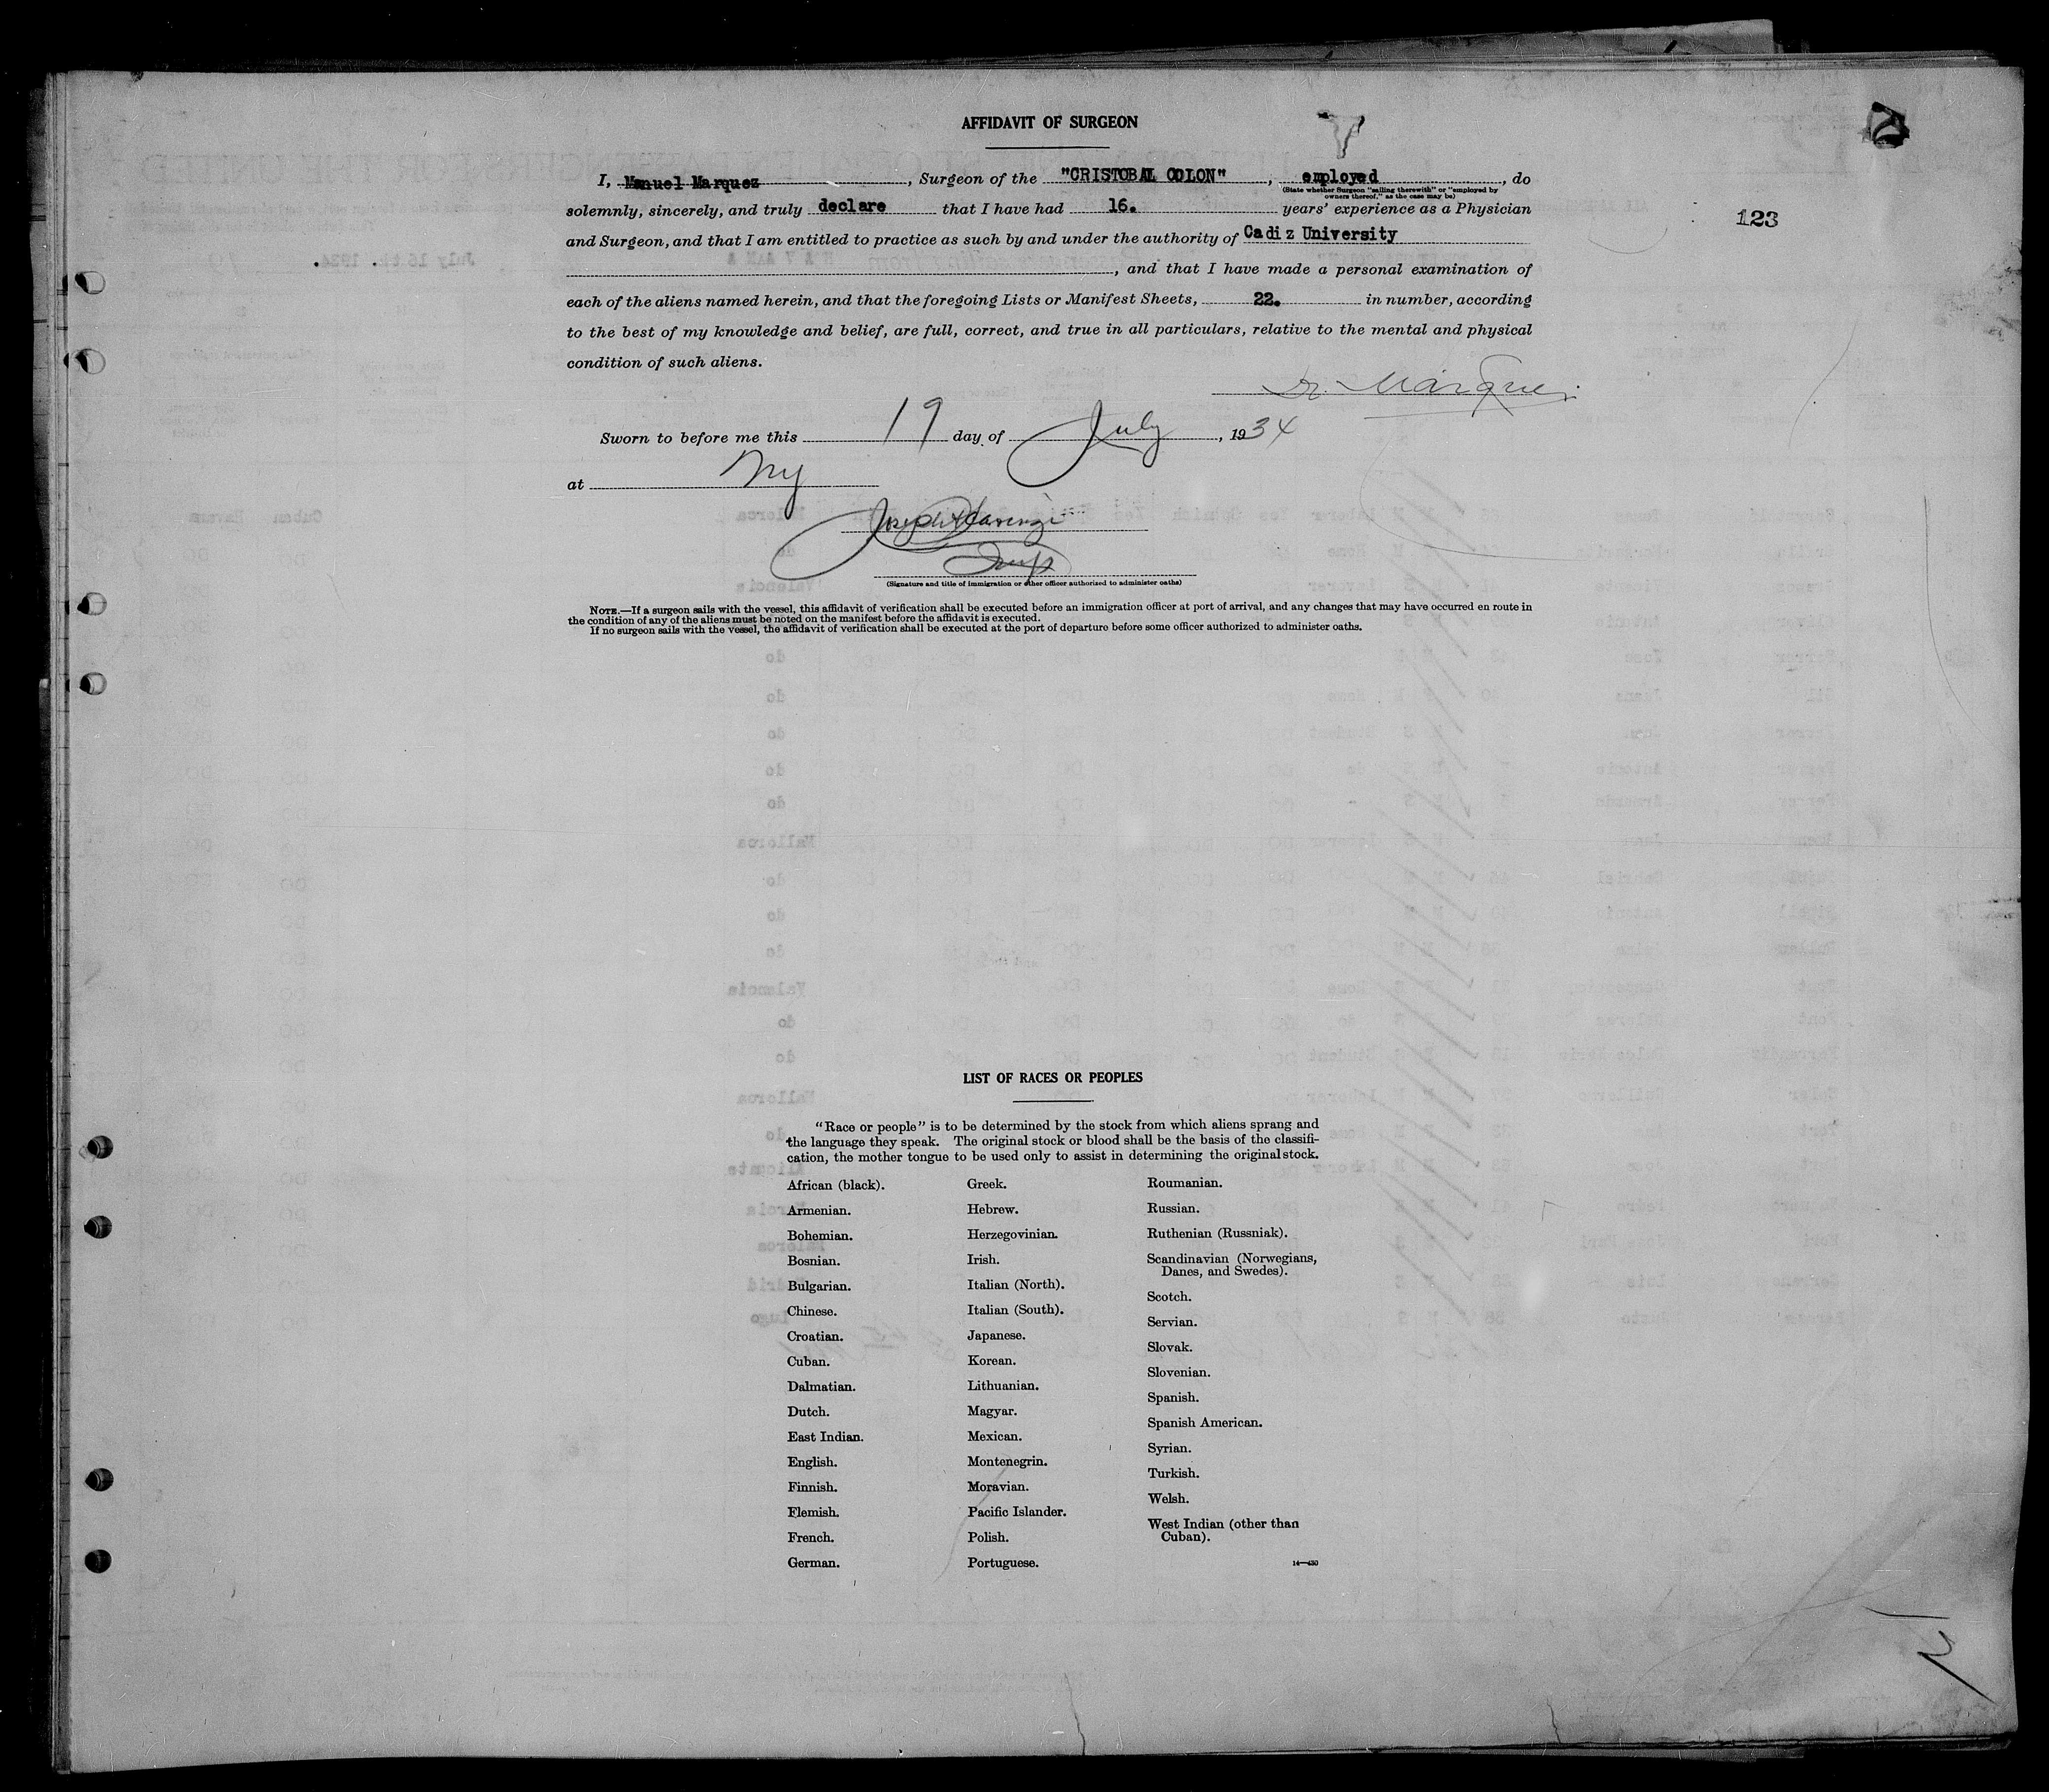 AFFIDAVIT OF SURGEON
I, Manuel Marquez, Surgeon of the "CRISTOBAL COLON", employed, do
(State whether Surgeon "sailing therewith" or "employed by
owners thereof," as the case may be)
solemnly, sincerely, and truly declare that I have had 16. years' experience as a Physician
123
and Surgeon, and that I am entitled to practice as such by and under the authority of Cadiz University
, and that I have made a personal examination of
each of the aliens named herein, and that the foregoing Lists or Manifest Sheets, 22. in number, according
to the best of my knowledge and belief, are full, correct, and true in all particulars, relative to the mental and physical
condition of such aliens.
Dr. Marquez
Sworn to before me this 19 day of July, 1934
at NY
Joseph
Insp
(Signature and title of immigration or other officer authorized to administer oaths)
NOTE.—If a surgeon sails with the vessel, this affidavit of verification shall be executed before an immigration officer at port of arrival, and any changes that may have occurred en route in
the condition of any of the aliens must be noted on the manifest before the affidavit is executed.
If no surgeon sails with the vessel, the affidavit of verification shall be executed at the port of departure before some officer authorized to administer oaths.
LIST OF RACES OR PEOPLES
"Race or people" is to be determined by the stock from which aliens sprang and
the language they speak. The original stock or blood shall be the basis of the classifi-
cation, the mother tongue to be used only to assist in determining the original stock.
African (black).
Armenian.
Bohemian.
Bosnian.
Bulgarian.
Chinese.
Croatian.
Cuban.
Dalmatian.
Dutch.
East Indian.
English.
Finnish.
Flemish.
French.
German.
Greek.
Hebrew.
Herzegovinian.
Irish.
Italian (North).
Italian (South).
Japanese.
Korean.
Lithuanian.
Magyar.
Mexican.
Montenegrin.
Moravian.
Pacific Islander.
Polish.
Portuguese.
Roumanian.
Russian.
Ruthenian (Russniak).
Scandinavian (Norwegians,
Danes, and Swedes).
Scotch.
Servian.
Slovak.
Slovenian.
Spanish.
Spanish American.
Syrian.
Turkish.
Welsh.
West Indian (other than
Cuban).
14—430